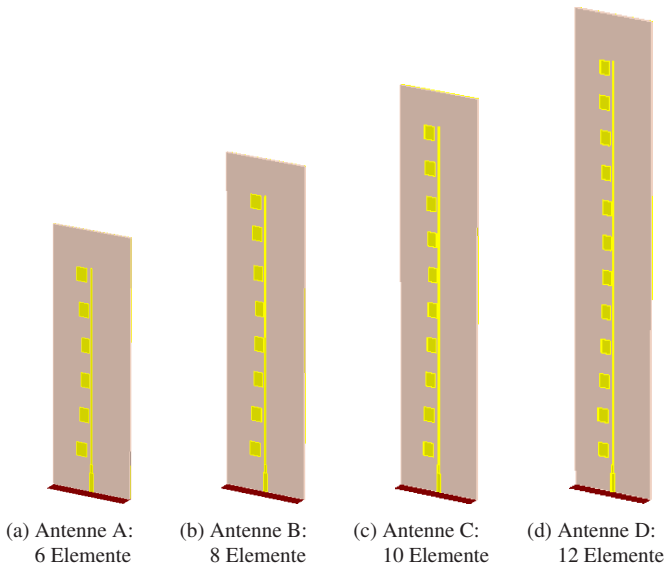 (a) Antenne A:
6 Elemente
(b) Antenne B:
8 Elemente
(c) Antenne C:
10 Elemente
(d) Antenne D:
12 Elemente